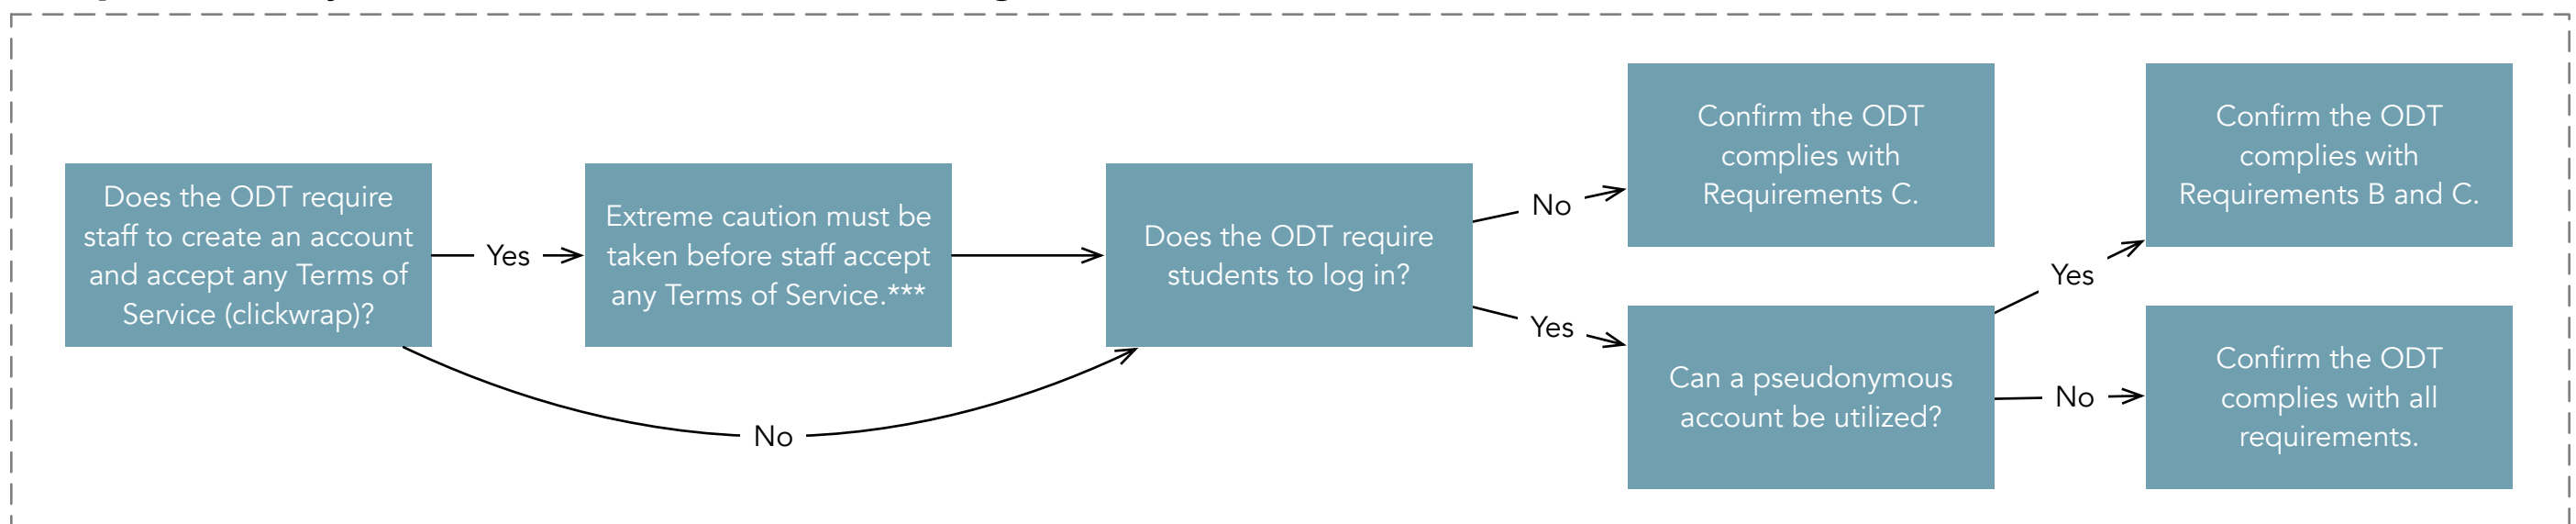 Does the ODT require
staff to create an account
and accept any Terms of
Service (clickwrap)?
Yes
No
Extreme caution must be
taken before staff accept
any Terms of Service.***
Does the ODT require
students to log in?
No
Yes
Confirm the ODT
complies with
Requirements C.
Can a pseudonymous
account be utilized?
Yes
No
Confirm the ODT
complies with
Requirements B and C.
Confirm the ODT
complies with all
requirements.